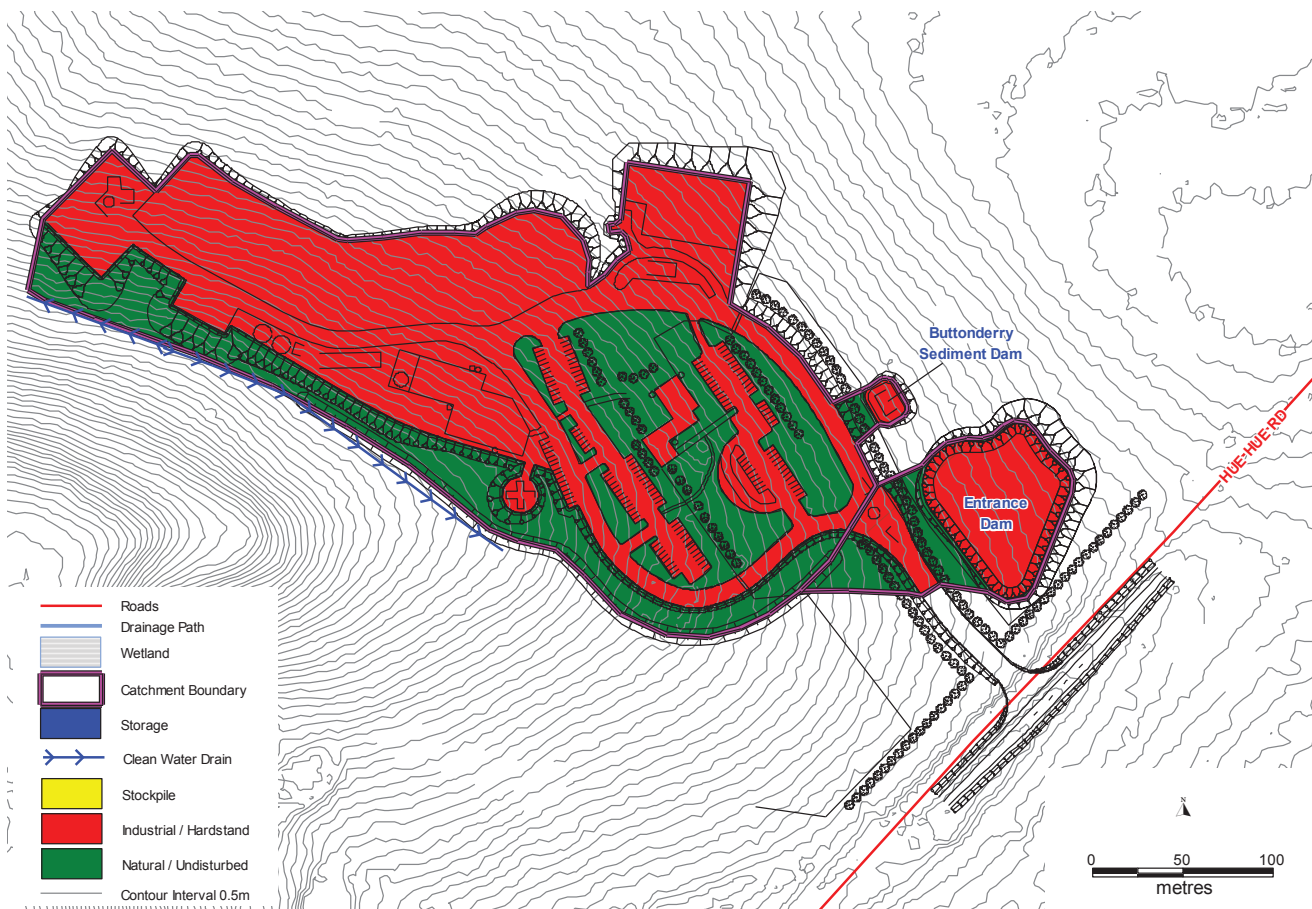 Buttonderry
Sediment Dam
HUE-HUE-RD
Entrance
Dam
Roads
Drainage Path
Wetland
Catchment Boundary
Storage
Clean Water Drain
Stockpile
Industrial / Hardstand
Natural / Undisturbed
Contour Interval 0.5m
N
0 50 100
metres